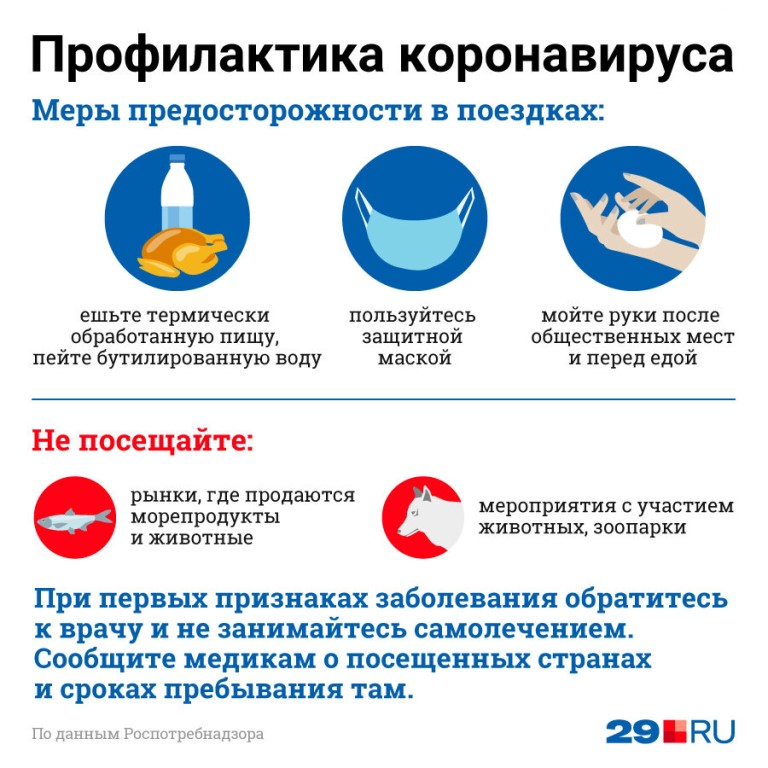 Профилактика коронавируса
Меры предосторожности в поездках:
ешьте термически
обработанную пищу,
пейте бутилированную воду
пользуйтесь
защитной
маской
мойте руки после
общественных мест
и перед едой
Не посещайте:
рынки, где продаются
морепродукты
и животные
мероприятия с участием
животных, зоопарки
При первых признаках заболевания обратитесь
к врачу и не занимайтесь самолечением.
Сообщите медикам о посещенных странах
и сроках пребывания там.
По данным Роспотребнадзора
29 RU